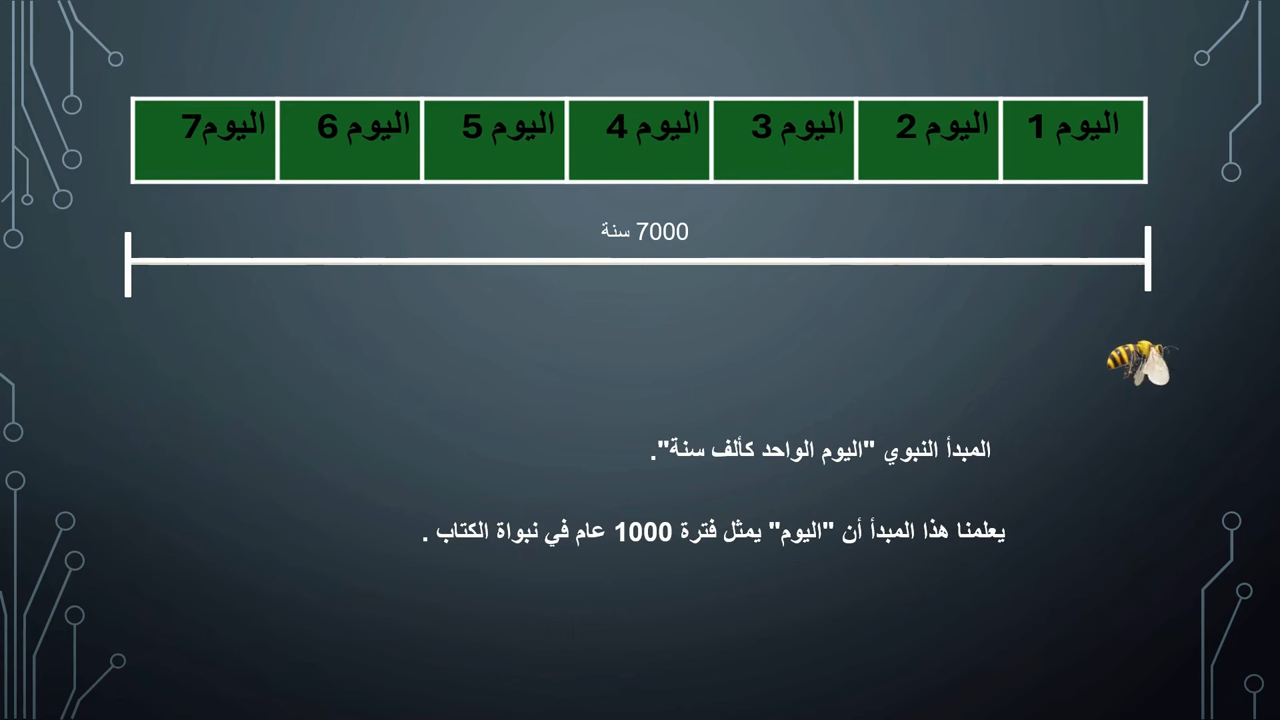 اليوم 1 اليوم 2 اليوم 3 اليوم 4 اليوم 5 اليوم 6 اليوم7
7000 سنة
المبدأ النبوي "اليوم الواحد كألف سنة".
يعلمنا هذا المبدأ أن "اليوم" يمثل فترة 1000 عام في نبواة الكتاب .